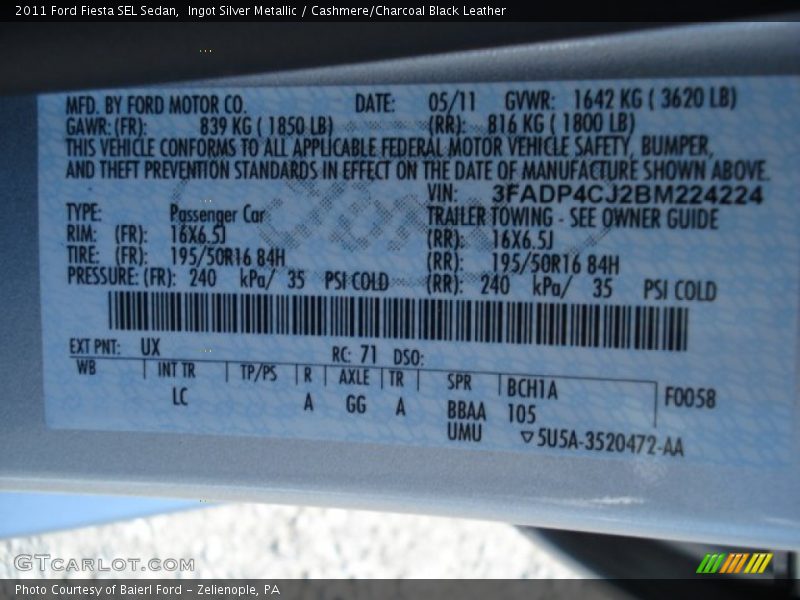 2011 Ford Fiesta SEL Sedan,  Ingot Silver Metallic / Cashmere/Charcoal Black Leather
MFD. BY FORD MOTOR CO. DATE: 05/11 GVWR: 1642 KG ( 3620 LB)
GAWR: (FR): 839 KG ( 1850 LB) (RR): 816 KG ( 1800 LB)
THIS VEHICLE CONFORMS TO ALL APPLICABLE FEDERAL MOTOR VEHICLE SAFETY, BUMPER,
AND THEFT PREVENTION STANDARDS IN EFFECT ON THE DATE OF MANUFACTURE SHOWN ABOVE.
VIN: 3FADP4CJ2BM224224
TYPE: Passenger Car TRAILER TOWING - SEE OWNER GUIDE
RIM: (FR): 16X6.5J (RR): 16X6.5J
TIRE: (FR): 195/50R16 84H (RR): 195/50R16 84H
PRESSURE: (FR): 240 kPa/ 35 PSI COLD (RR): 240 kPa/ 35 PSI COLD
EXT PNT: UX RC: 71 DSO:
WB INT TR TP/PS R AXLE TR SPR BCH1A F0058
LC A GG A BBAA 105
UMU ▽5U5A-3520472-AA
GTCARLOT.COM
Photo Courtesy of Baierl Ford - Zelienople, PA